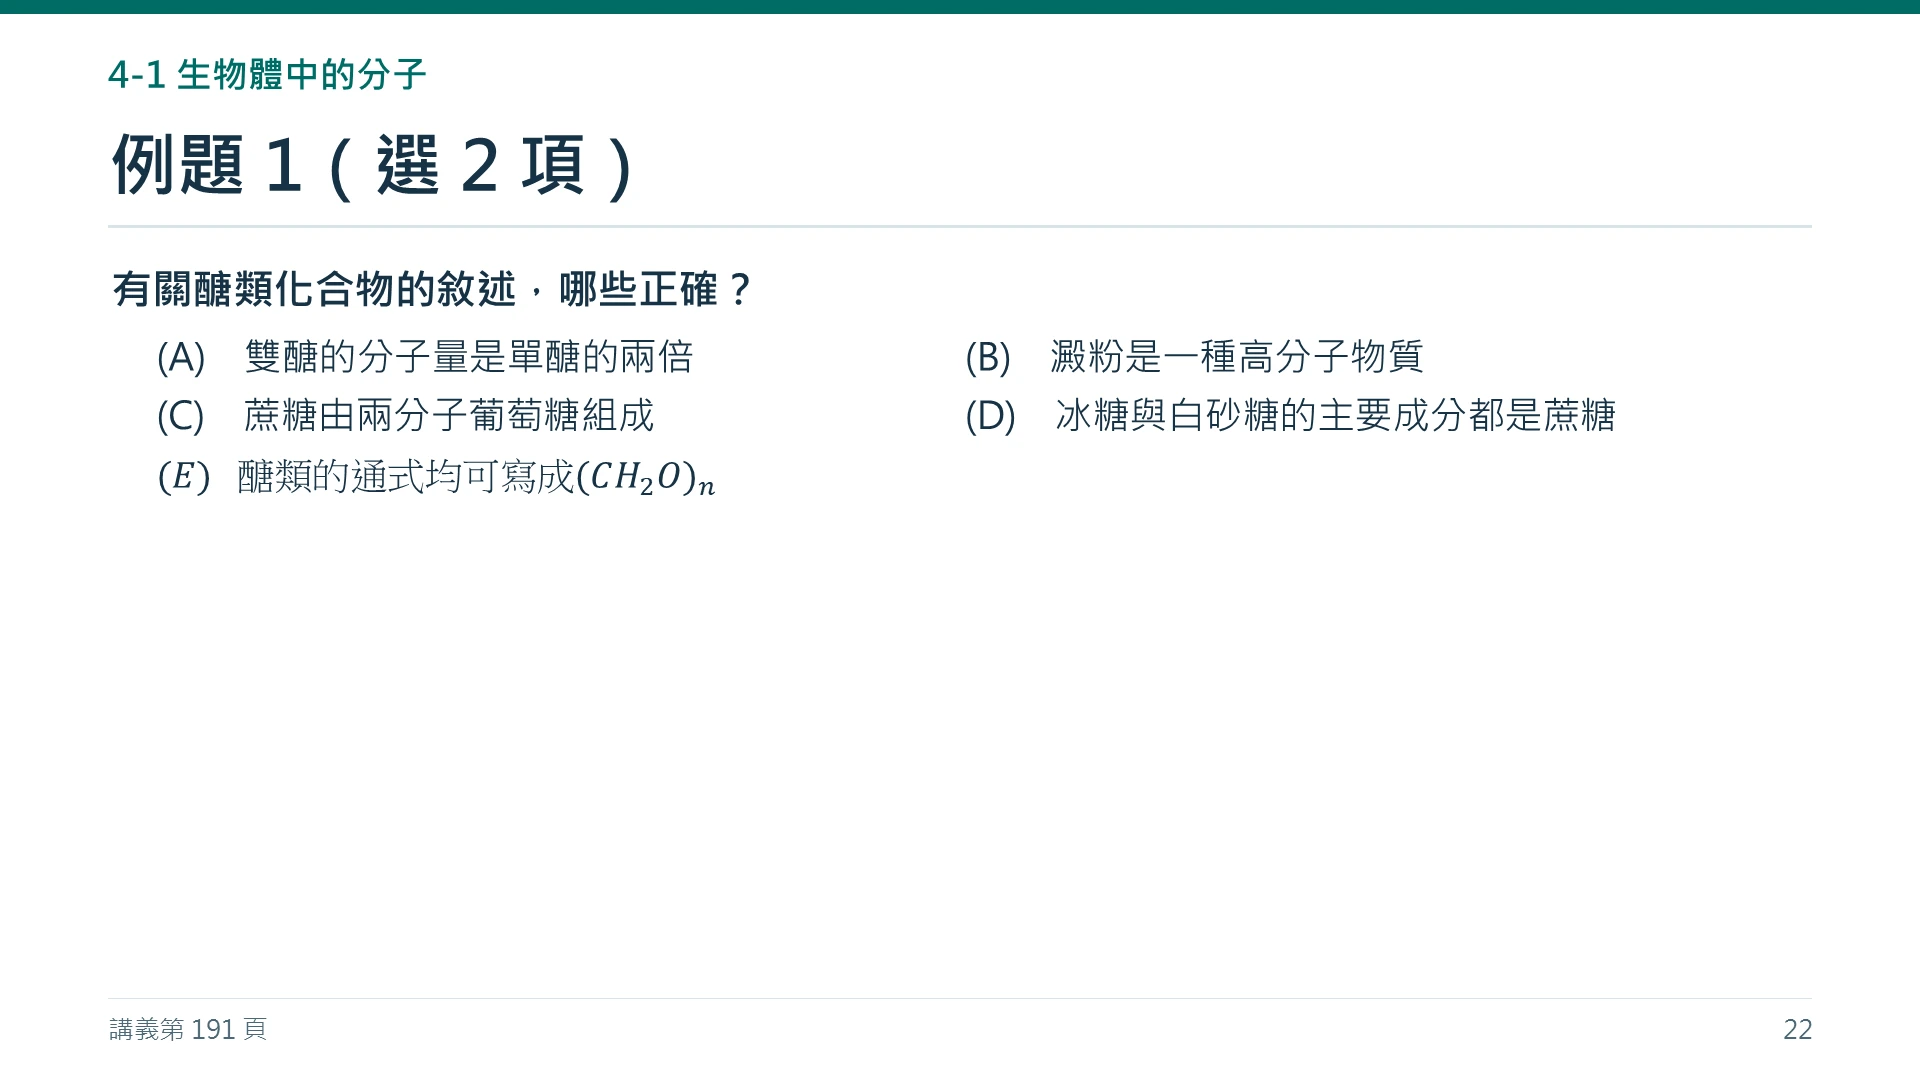 4-1 生物體中的分子
例題 1 ( 選 2 項 )
有關醣類化合物的敘述，哪些正確？
(A) 雙醣的分子量是單醣的兩倍
(B) 澱粉是一種高分子物質
(C) 蔗糖由兩分子葡萄糖組成
(D) 冰糖與白砂糖的主要成分都是蔗糖
(E) 醣類的通式均可寫成(CH₂O)ₙ
講義第 191 頁
22